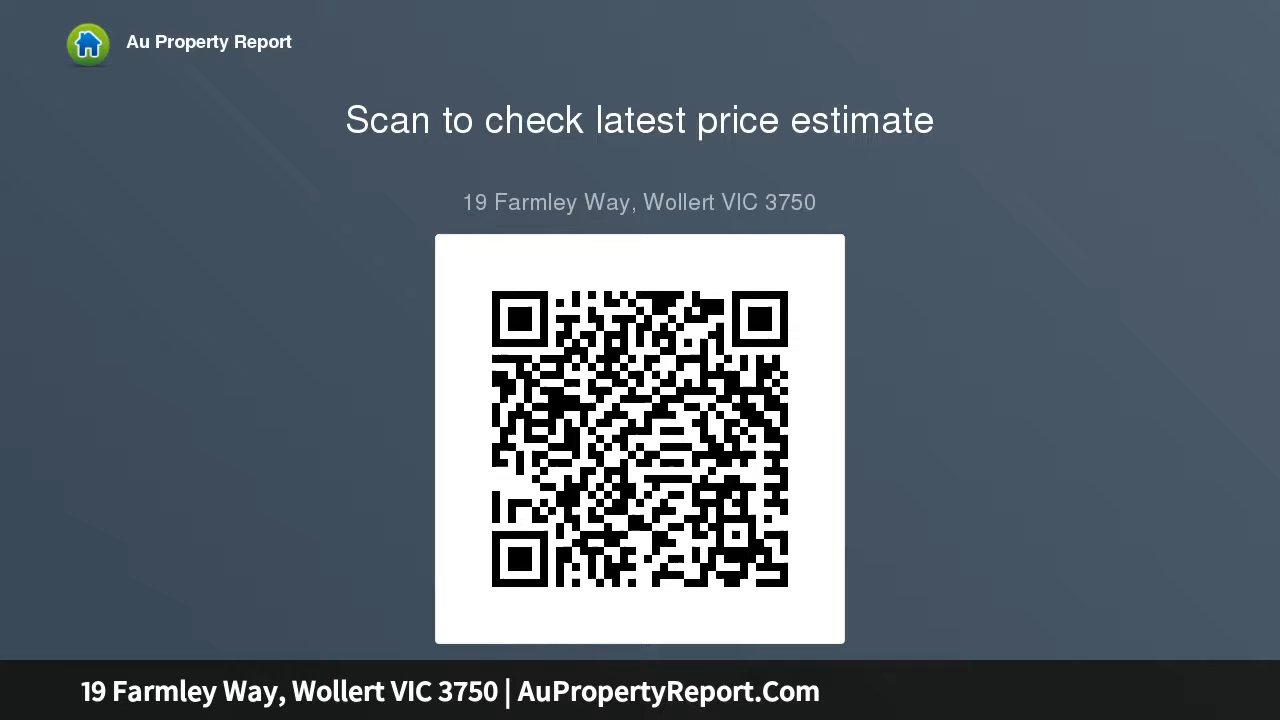 Au Property Report
Scan to check latest price estimate
19 Farmley Way, Wollert VIC 3750
19 Farmley Way, Wollert VIC 3750 | AuPropertyReport.Com